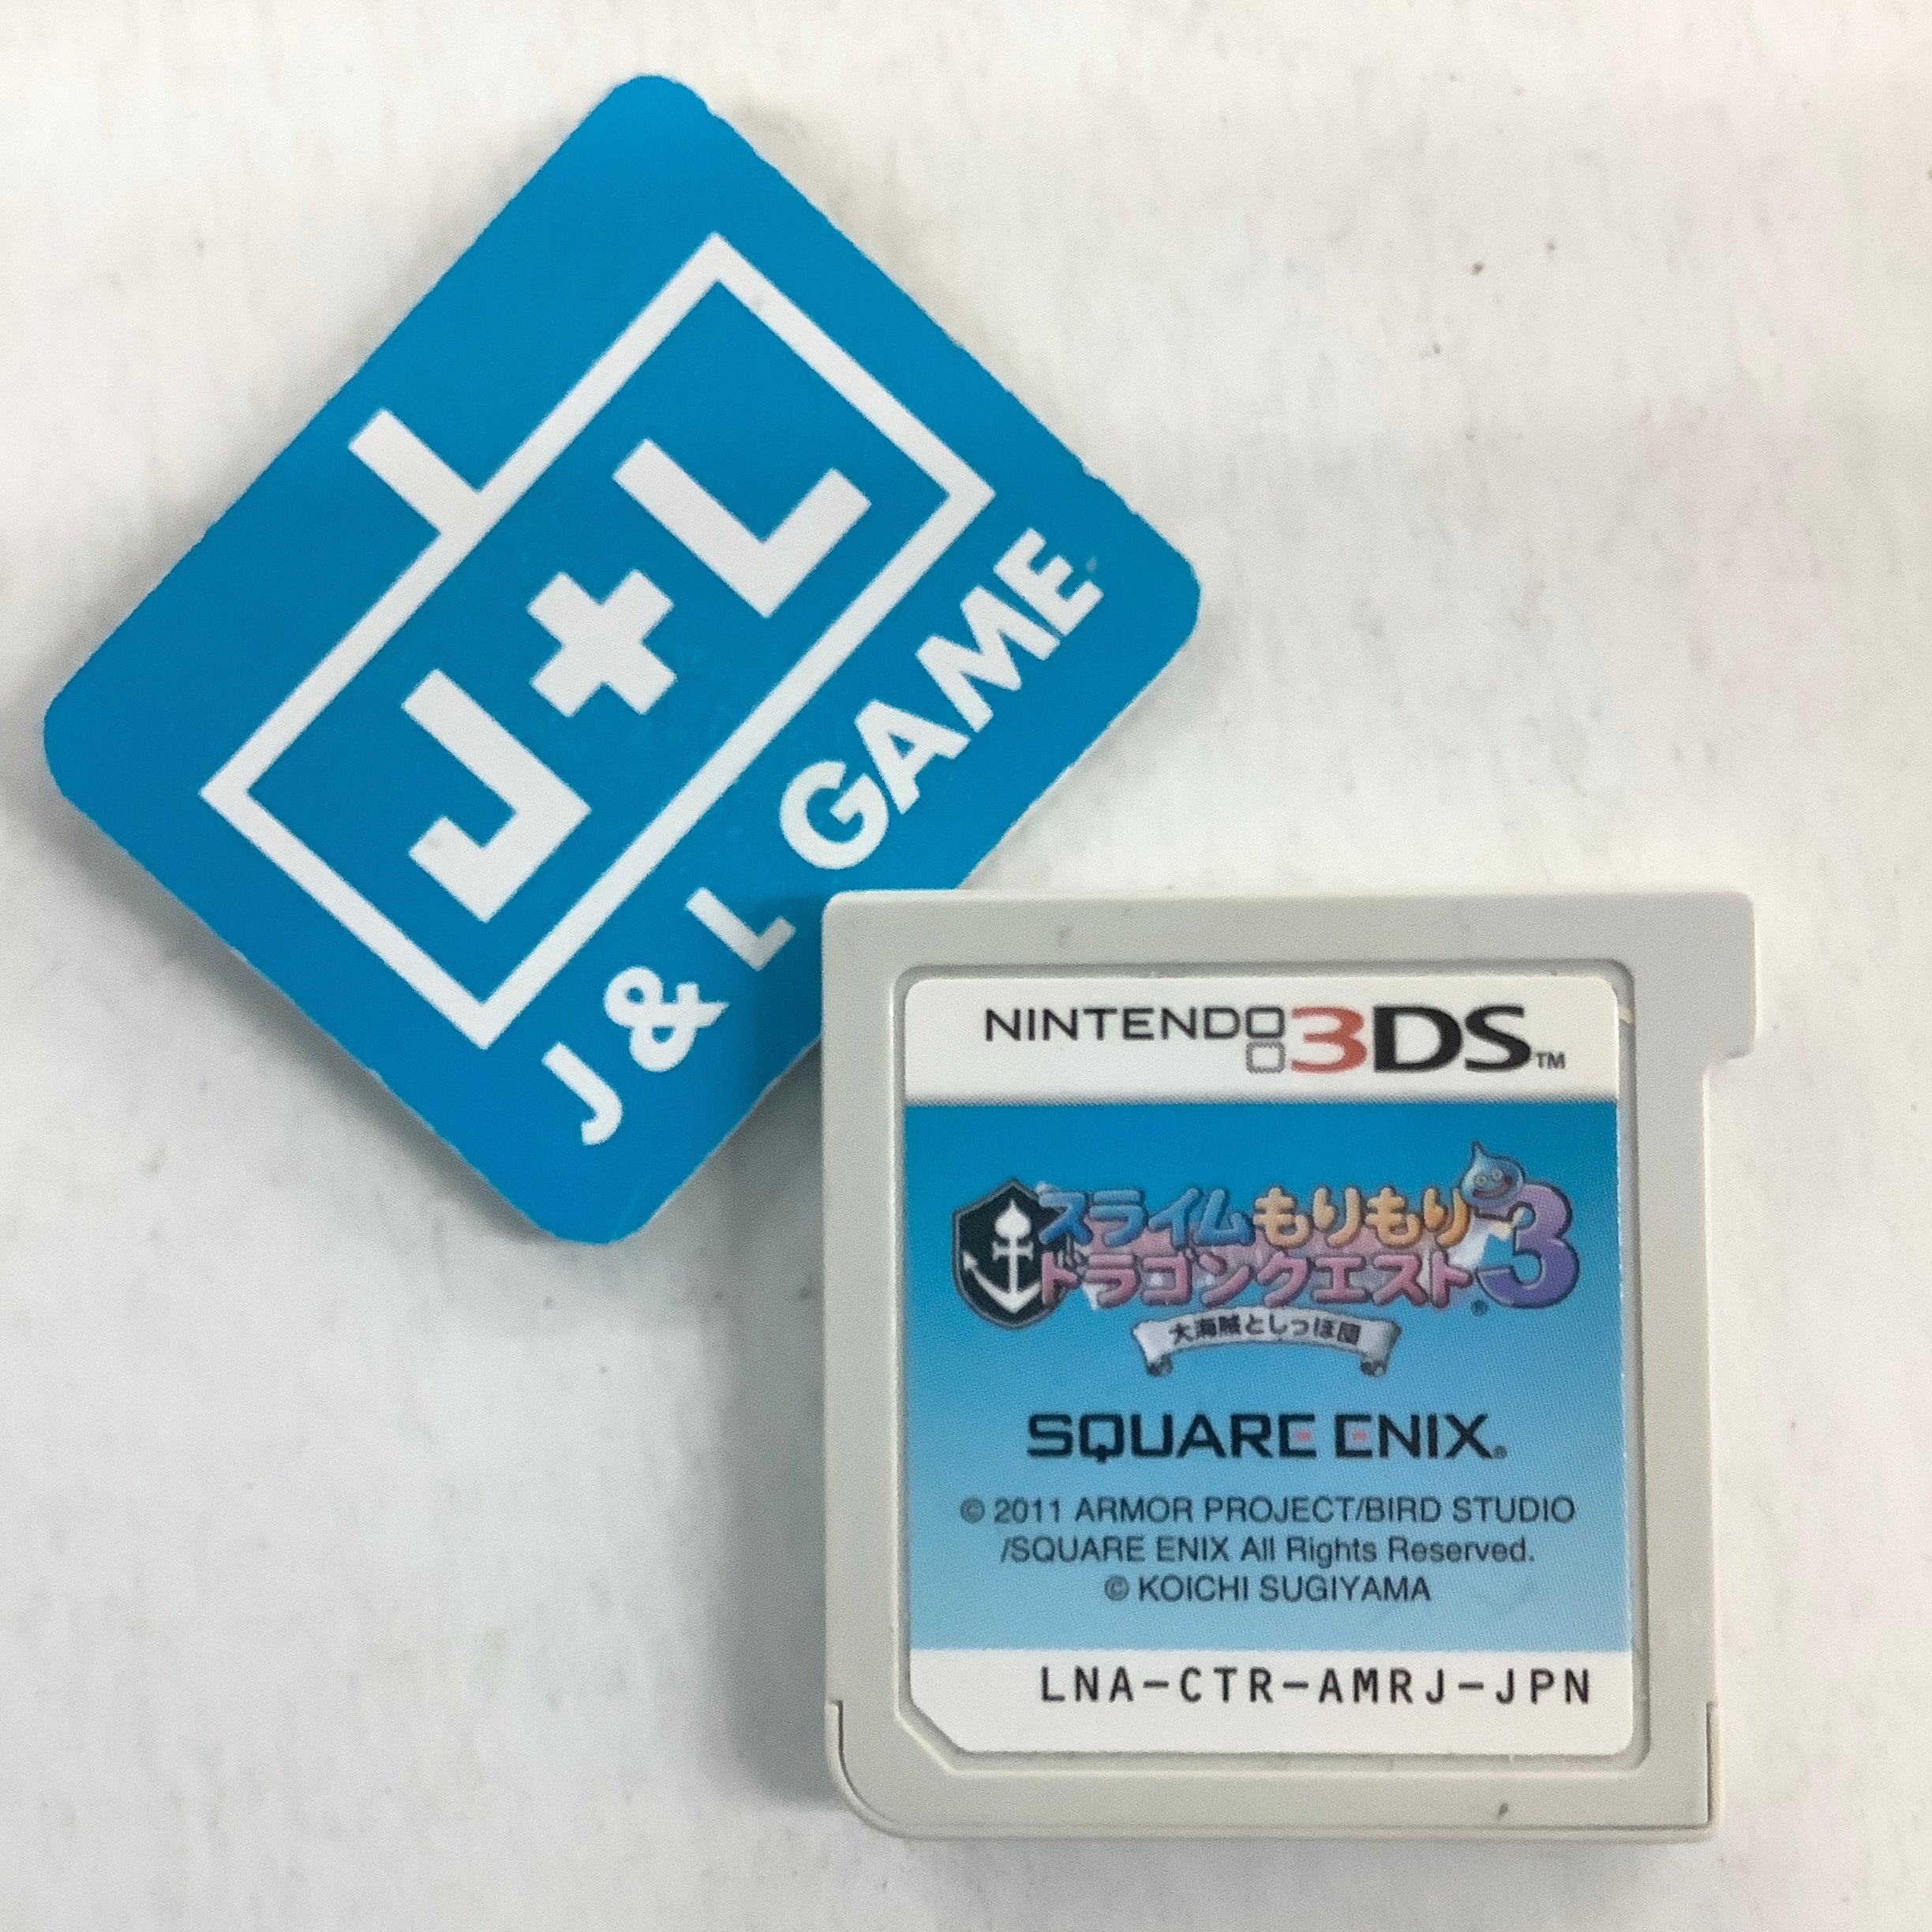 J+L
J & L GAME
NINTENDO 3DS™
スライムもりもり
ドラゴンクエスト®3
大海賊としっぽ団
SQUARE ENIX®
© 2011 ARMOR PROJECT/BIRD STUDIO
/SQUARE ENIX All Rights Reserved.
© KOICHI SUGIYAMA
LNA-CTR-AMRJ-JPN